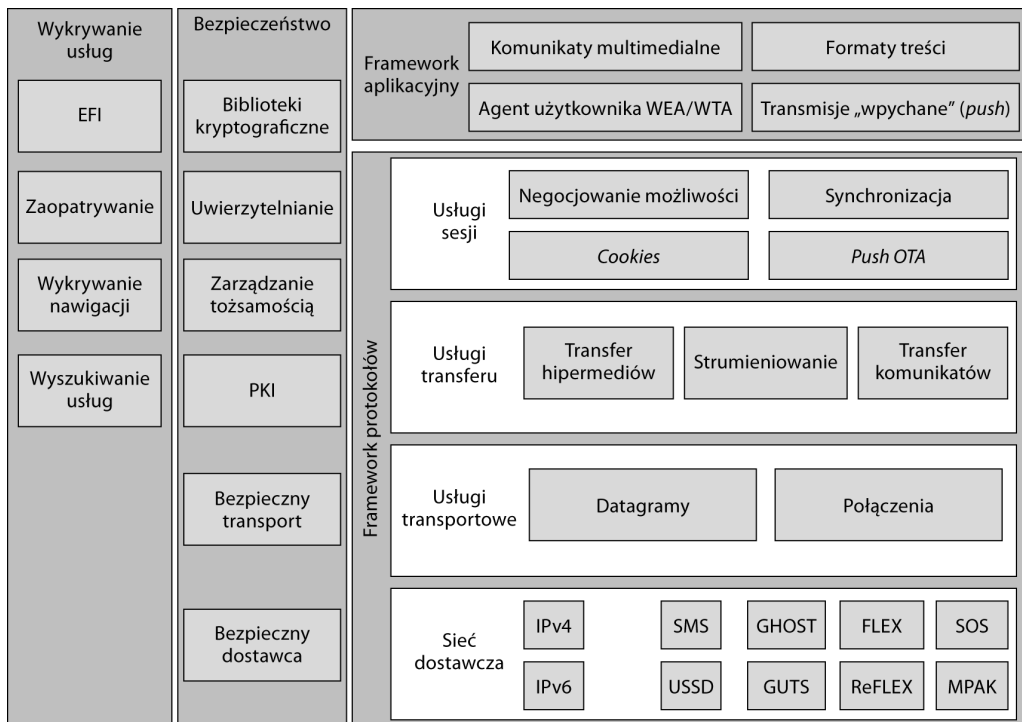 Wykrywanie
usług
EFI
Zaopatrywanie
Wykrywanie
nawigacji
Wyszukiwanie
usług
Bezpieczeństwo
Biblioteki
kryptograficzne
Uwierzytelnianie
Zarządzanie
tożsamością
PKI
Bezpieczny
transport
Bezpieczny
dostawca
Framework
aplikacyjny
Komunikaty multimedialne
Formaty treści
Agent użytkownika WEA/WTA
Transmisje „wpychane” (push)
Framework protokołów
Usługi
sesji
Negocjowanie możliwości
Synchronizacja
Cookies
Push OTA
Usługi
transferu
Transfer
hipermediów
Strumieniowanie
Transfer
komunikatów
Usługi
transportowe
Datagramy
Połączenia
Sieć
dostawcza
IPv4
SMS
GHOST
FLEX
SOS
IPv6
USSD
GUTS
ReFLEX
MPAK